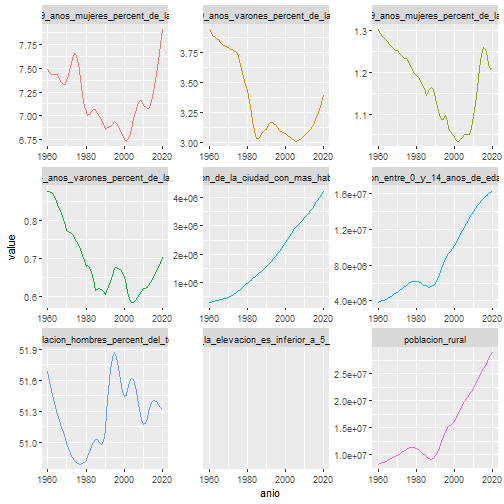 9_anos_mujeres_percent_de_la
9_anos_varones_percent_de_la
9_anos_mujeres_percent_de_la
7.75
7.50
7.25
7.00
6.75
3.75
3.50
3.25
3.00
1.3
1.2
1.1
1960 1980 2000 2020
1960 1980 2000 2020
1960 1980 2000 2020
_anos_varones_percent_de_la
on_de_la_ciudad_con_mas_hab
on_entre_0_y_14_anos_de_eda
0.8
0.7
0.6
4e+06
3e+06
2e+06
1e+06
1.6e+07
1.2e+07
8.0e+06
4.0e+06
1960 1980 2000 2020
1960 1980 2000 2020
1960 1980 2000 2020
value
lacion_hombres_percent_del_to
la_elevacion_es_inferior_a_5_
poblacion_rural
51.9
51.6
51.3
51.0
2.5e+07
2.0e+07
1.5e+07
1.0e+07
1960 1980 2000 2020
1960 1980 2000 2020
1960 1980 2000 2020
anio